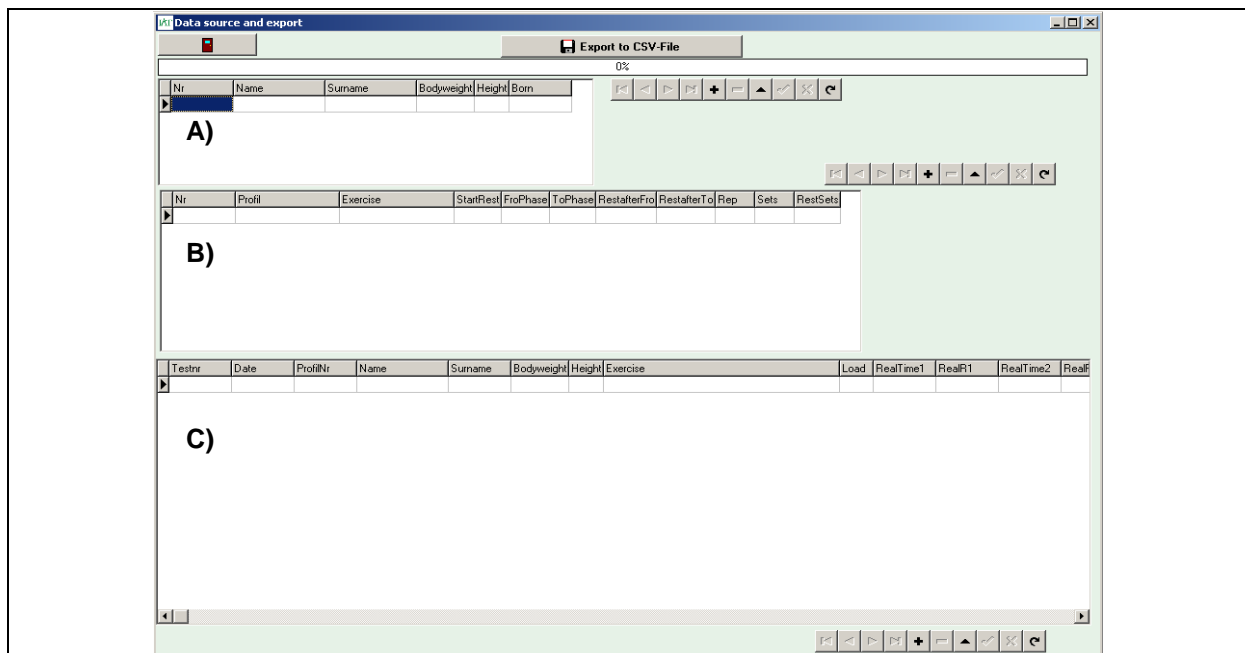 Data source and export
Export to CSV-File
0%
Nr Name Surname Bodyweight Height Born
A)
Nr Profil Exercise StartRest FroPhase ToPhase RestafterFro RestafterTo Rep Sets RestSets
B)
Testnr Date ProfilNr Name Surname Bodyweight Height Exercise Load RealTime1 RealR1 RealTime2
C)